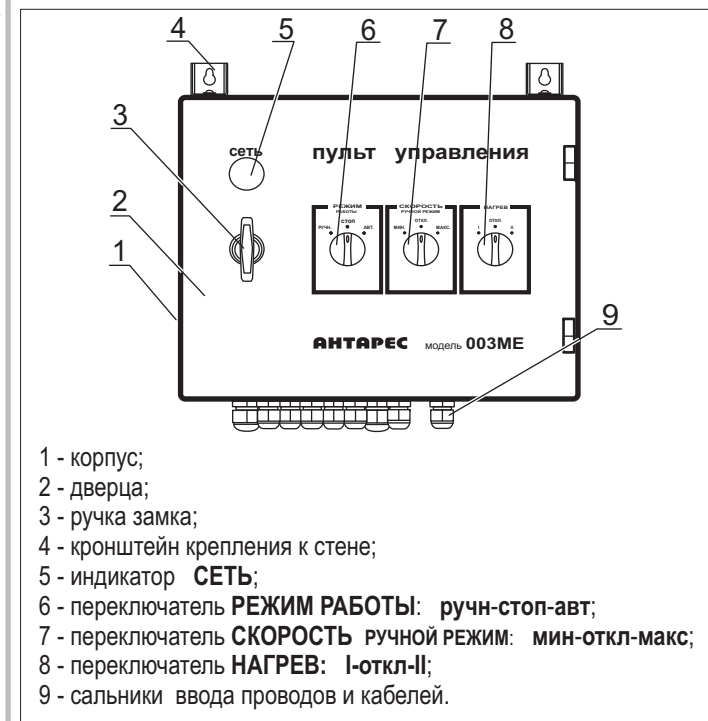 4 5 6 7 8
3
2
1
9
сеть
пульт управления
РЕЖИМ
РАБОТЫ
СТОП
РУЧН. АВТ.
СКОРОСТЬ
РУЧНОЙ РЕЖИМ
ОТКЛ.
МИН. МАКС.
НАГРЕВ
ОТКЛ.
I II
АНТАРЕС модель 003МЕ
1 - корпус;
2 - дверца;
3 - ручка замка;
4 - кронштейн крепления к стене;
5 - индикатор СЕТЬ;
6 - переключатель РЕЖИМ РАБОТЫ: ручн-стоп-авт;
7 - переключатель СКОРОСТЬ РУЧНОЙ РЕЖИМ: мин-откл-макс;
8 - переключатель НАГРЕВ: I-откл-II;
9 - сальники ввода проводов и кабелей.